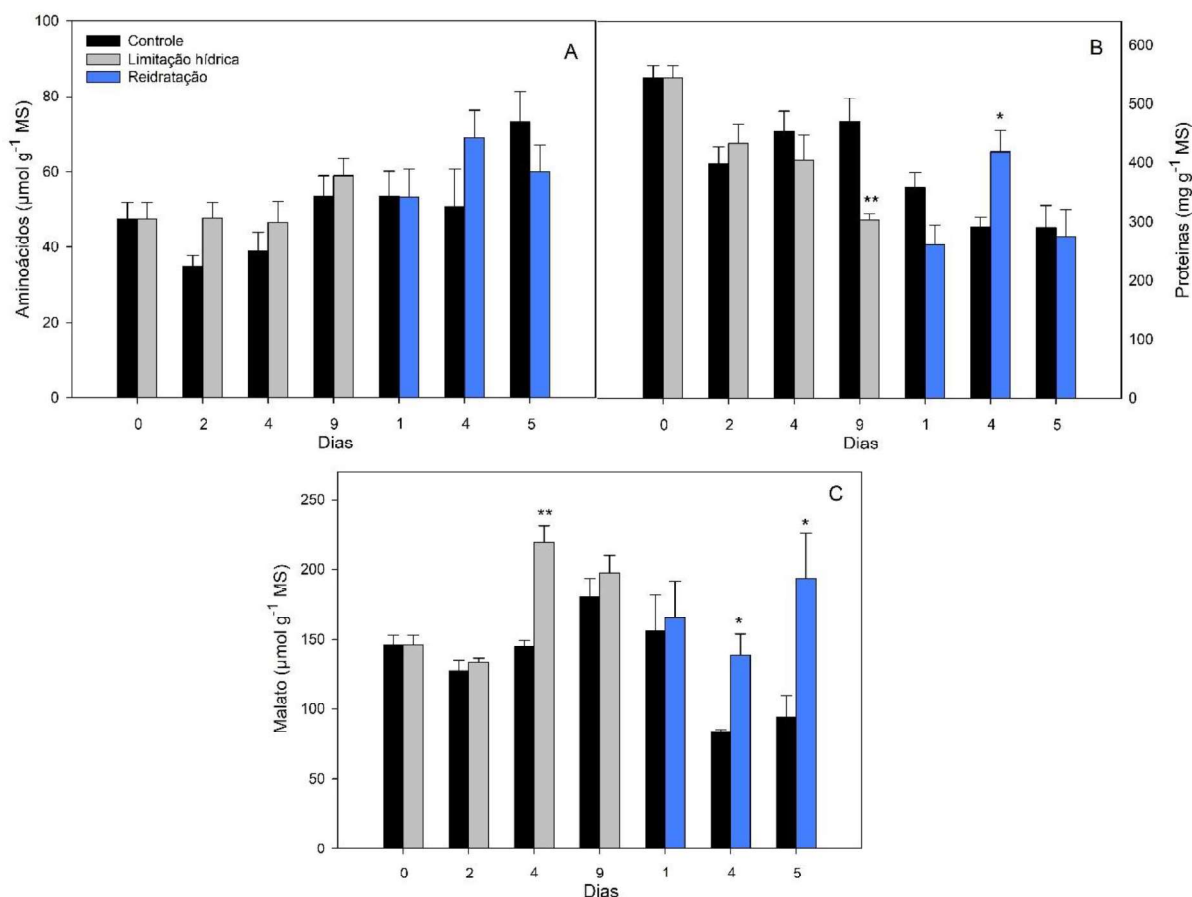 100
80
60
40
20
0
Aminoácidos (µmol g⁻¹ MS)
Controle
Limitação hídrica
Reidratação
A
0 2 4 9 1 4 5
Dias
B
**
*
600
500
400
300
200
100
0
Proteinas (mg g⁻¹ MS)
0 2 4 9 1 4 5
Dias
250
200
150
100
50
0
Malato (µmol g⁻¹ MS)
C
**
*
*
0 2 4 9 1 4 5
Dias